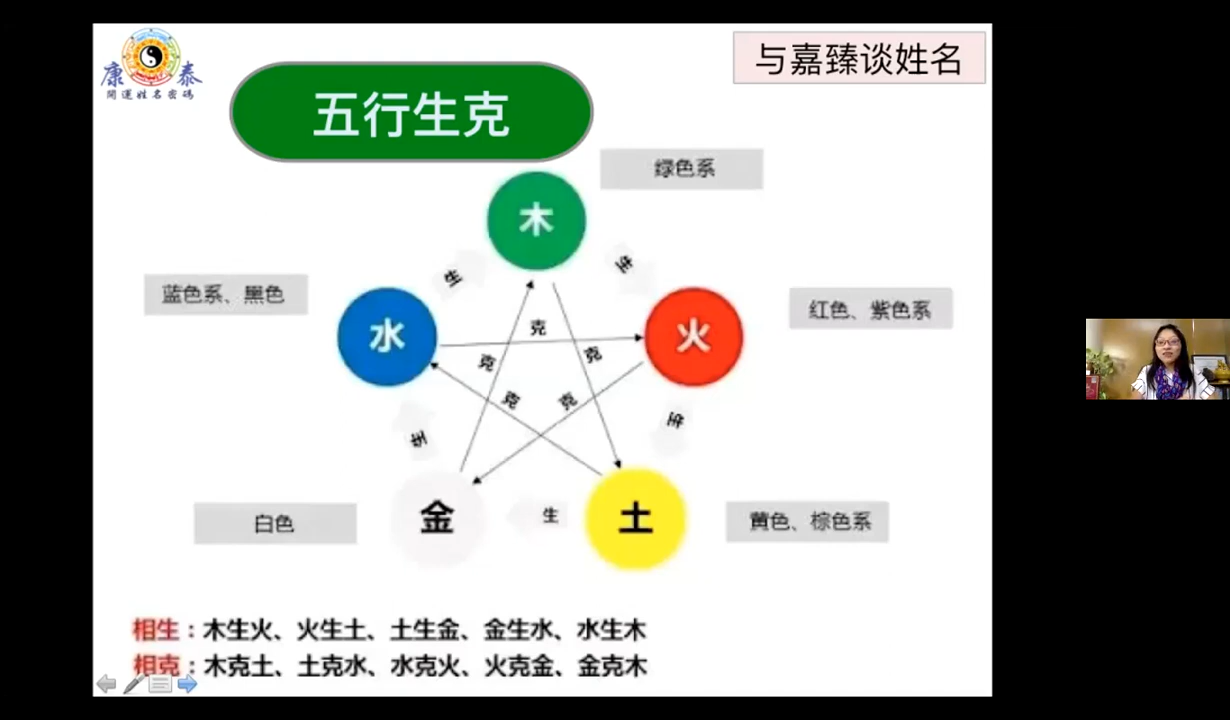 康 泰
開運姓名密碼
与嘉臻谈姓名
五行生克
绿色系
木
生
生
蓝色系、黑色
水
火
红色、紫色系
克
克
克
克
克
生
生
白色
金
生
土
黄色、棕色系
相生：木生火、火生土、土生金、金生水、水生木
相克：木克土、土克水、水克火、火克金、金克木